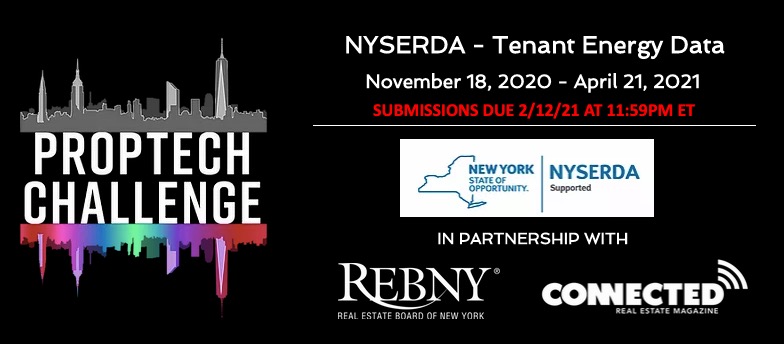 PROPTECH
CHALLENGE
NYSERDA - Tenant Energy Data
November 18, 2020 - April 21, 2021
SUBMISSIONS DUE 2/12/21 AT 11:59PM ET
NEW YORK
STATE OF
OPPORTUNITY.
NYSERDA
Supported
IN PARTNERSHIP WITH
REBNY®
REAL ESTATE BOARD OF NEW YORK
CONNECTED
REAL ESTATE MAGAZINE